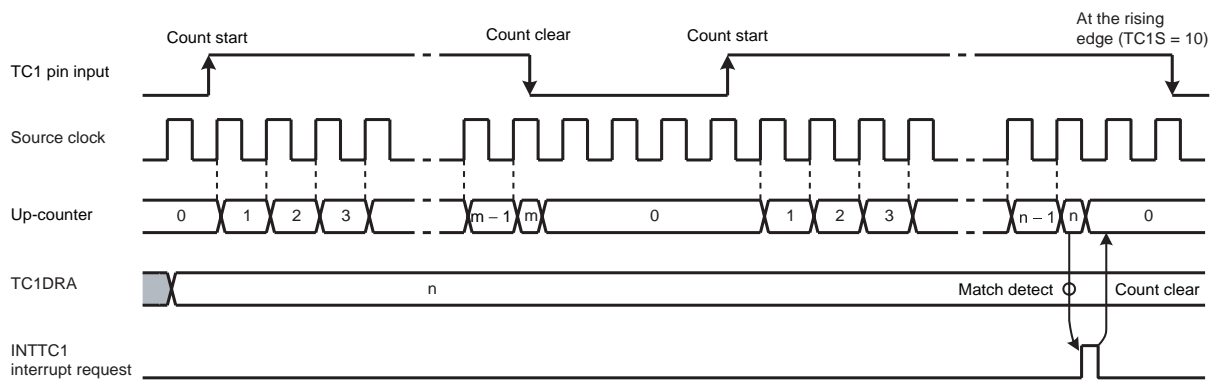 At the rising
edge (TC1S = 10)
Count start
Count clear
Count start
TC1 pin input
Source clock
Up-counter
0 1 2 3 m – 1 m 0 1 2 3 n – 1 n 0
TC1DRA
n
Match detect
Count clear
INTTC1
interrupt request